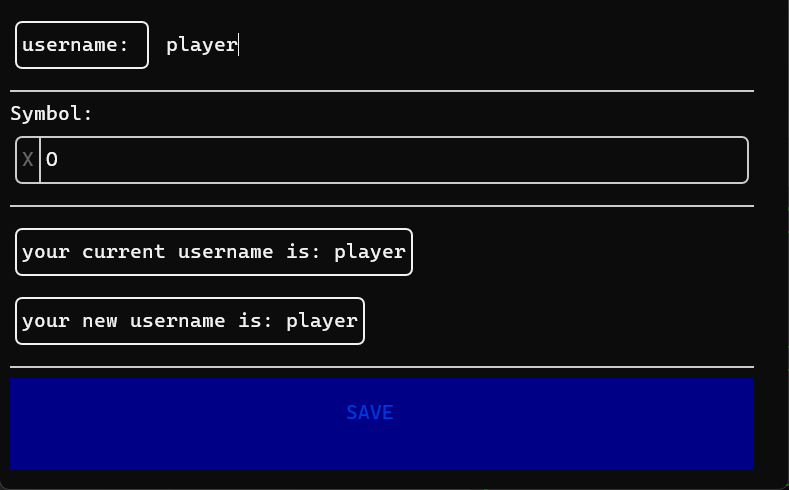 username: player
Symbol:
X O
your current username is: player
your new username is: player
SAVE